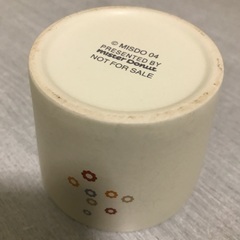 © MISDO 04
PRESENTED BY
mister Donut
NOT FOR SALE